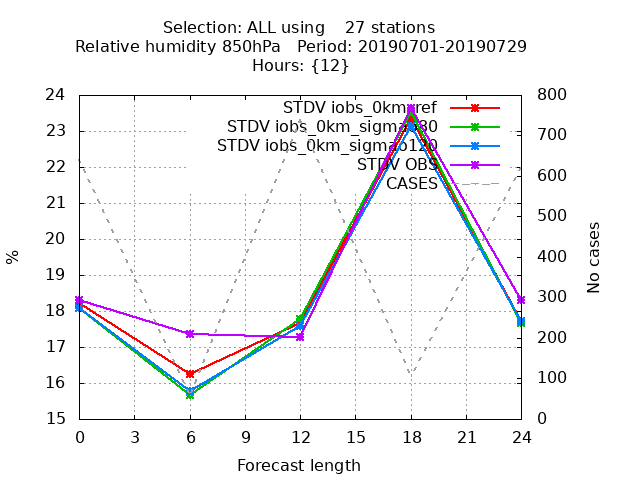 Selection: ALL using    27 stations
Relative humidity 850hPa   Period: 20190701-20190729
Hours: {12}
24 800
STDV iobs_0km_ref
23 700
STDV iobs_0km_sigmao80
STDV iobs_0km_sigmao120
22 600
STDV OBS
CASES
21 500
20 400
%
No cases
19 300
18 200
17 100
16 0
15
0 3 6 9 12 15 18 21 24
Forecast length